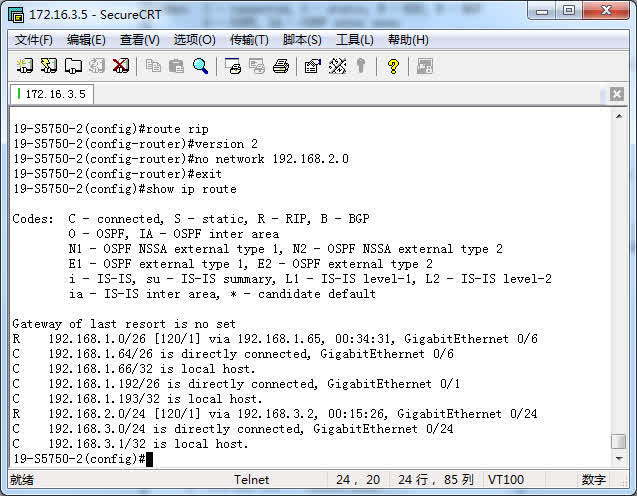 172.16.3.5 - SecureCRT
文件(F) 编辑(E) 查看(V) 选项(O) 传输(T) 脚本(S) 工具(L) 帮助(H)
172.16.3.5
19-S5750-2(config)#route rip
19-S5750-2(config-router)#version 2
19-S5750-2(config-router)#no network 192.168.2.0
19-S5750-2(config-router)#exit
19-S5750-2(config)#show ip route
Codes:  C - connected, S - static, R - RIP, B - BGP
        O - OSPF, IA - OSPF inter area
        N1 - OSPF NSSA external type 1, N2 - OSPF NSSA external type 2
        E1 - OSPF external type 1, E2 - OSPF external type 2
        i - IS-IS, su - IS-IS summary, L1 - IS-IS level-1, L2 - IS-IS level-2
        ia - IS-IS inter area, * - candidate default
Gateway of last resort is no set
R    192.168.1.0/26 [120/1] via 192.168.1.65, 00:34:31, GigabitEthernet 0/6
C    192.168.1.64/26 is directly connected, GigabitEthernet 0/6
C    192.168.1.66/32 is local host.
C    192.168.1.192/26 is directly connected, GigabitEthernet 0/1
C    192.168.1.193/32 is local host.
R    192.168.2.0/24 [120/1] via 192.168.3.2, 00:15:26, GigabitEthernet 0/24
C    192.168.3.0/24 is directly connected, GigabitEthernet 0/24
C    192.168.3.1/32 is local host.
19-S5750-2(config)#
就绪 Telnet 24, 20 24 行, 85 列 VT100 数字